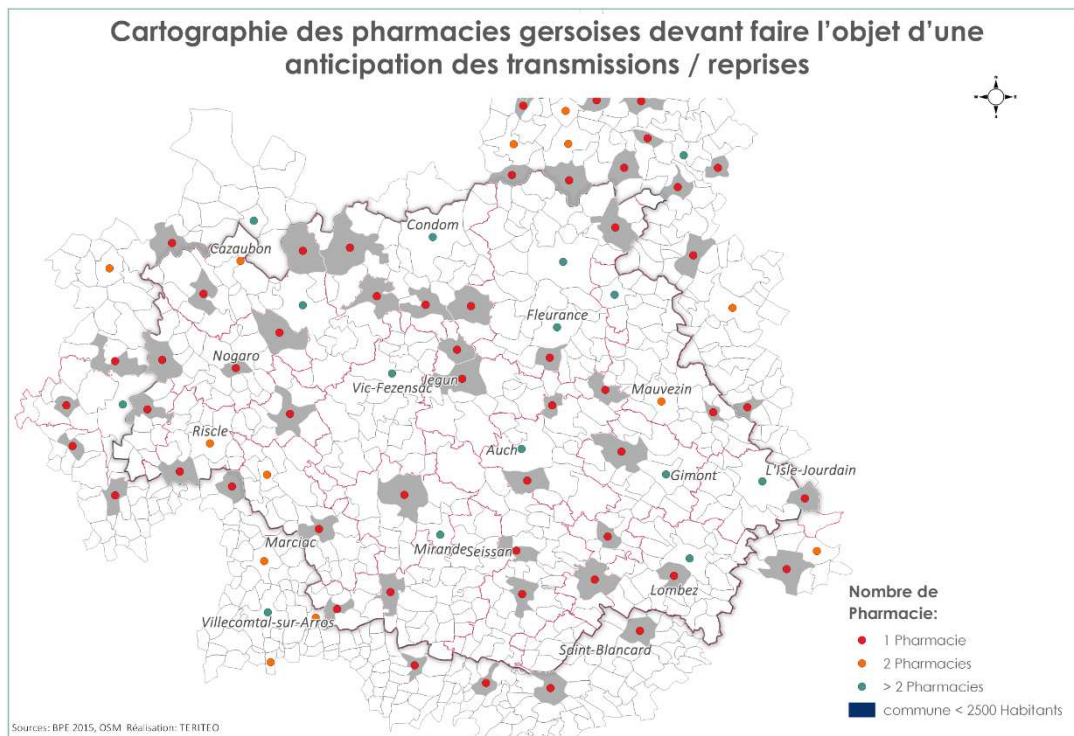 Cartographie des pharmacies gersoises devant faire l'objet d'une
anticipation des transmissions / reprises
Condom
Cazaubon
Fleurance
Nogaro
Vic-Fezensac
Jegun
Mauvezin
Riscle
Auch
Gimont
L'Isle-Jourdain
Marciac
Mirande
Seissan
Lombez
Villecomtal-sur-Arros
Saint-Blancard
Nombre de
Pharmacie:
1 Pharmacie
2 Pharmacies
> 2 Pharmacies
commune < 2500 Habitants
Sources: BPE 2015, OSM Réalisation: TERITEO